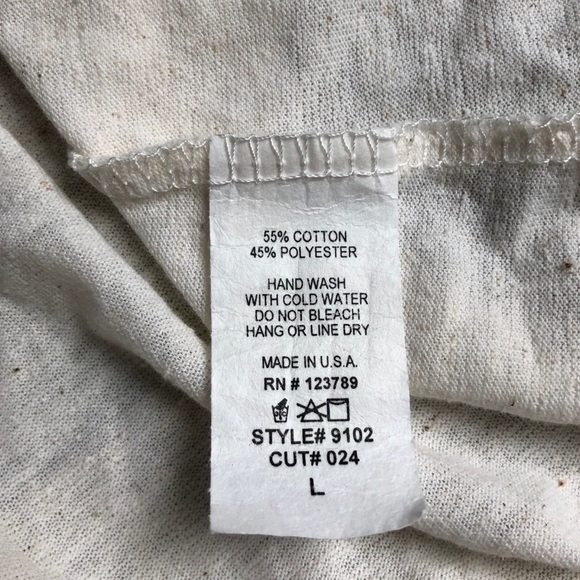 55% COTTON
45% POLYESTER
HAND WASH
WITH COLD WATER
DO NOT BLEACH
HANG OR LINE DRY
MADE IN U.S.A.
RN # 123789
STYLE# 9102
CUT# 024
L